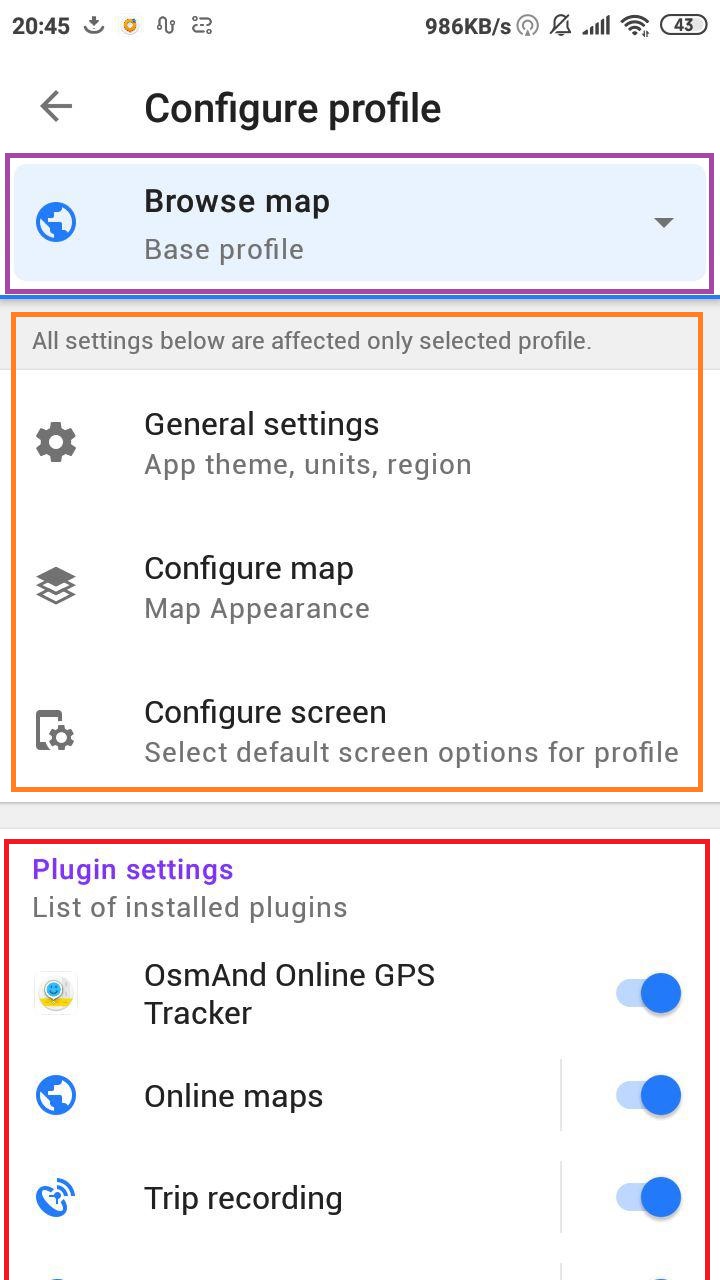 20:45 986KB/s 43
Configure profile
Browse map
Base profile
All settings below are affected only selected profile.
General settings
App theme, units, region
Configure map
Map Appearance
Configure screen
Select default screen options for profile
Plugin settings
List of installed plugins
OsmAnd Online GPS
Tracker
Online maps
Trip recording